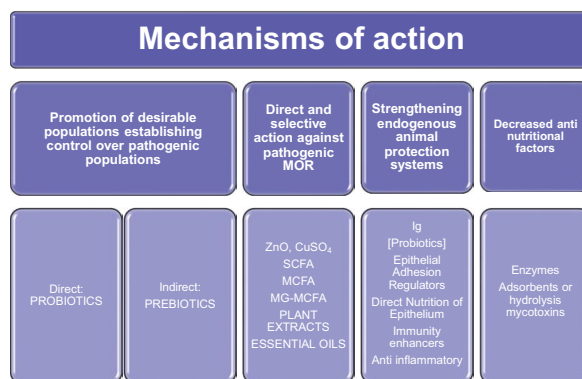 Mechanisms of action
Promotion of desirable
populations establishing
control over pathogenic
populations
Direct and
selective
action against
pathogenic
MOR
Strengthening
endogenous
animal
protection
systems
Decreased anti
nutritional
factors
Direct:
PROBIOTICS
Indirect:
PREBIOTICS
ZnO, CuSO₄
SCFA
MCFA
MG-MCFA
PLANT
EXTRACTS
ESSENTIAL OILS
Ig
[Probiotics]
Epithelial
Adhesion
Regulators
Direct Nutrition of
Epithelium
Immunity
enhancers
Anti inflammatory
Enzymes
Adsorbents or
hydrolysis
mycotoxins